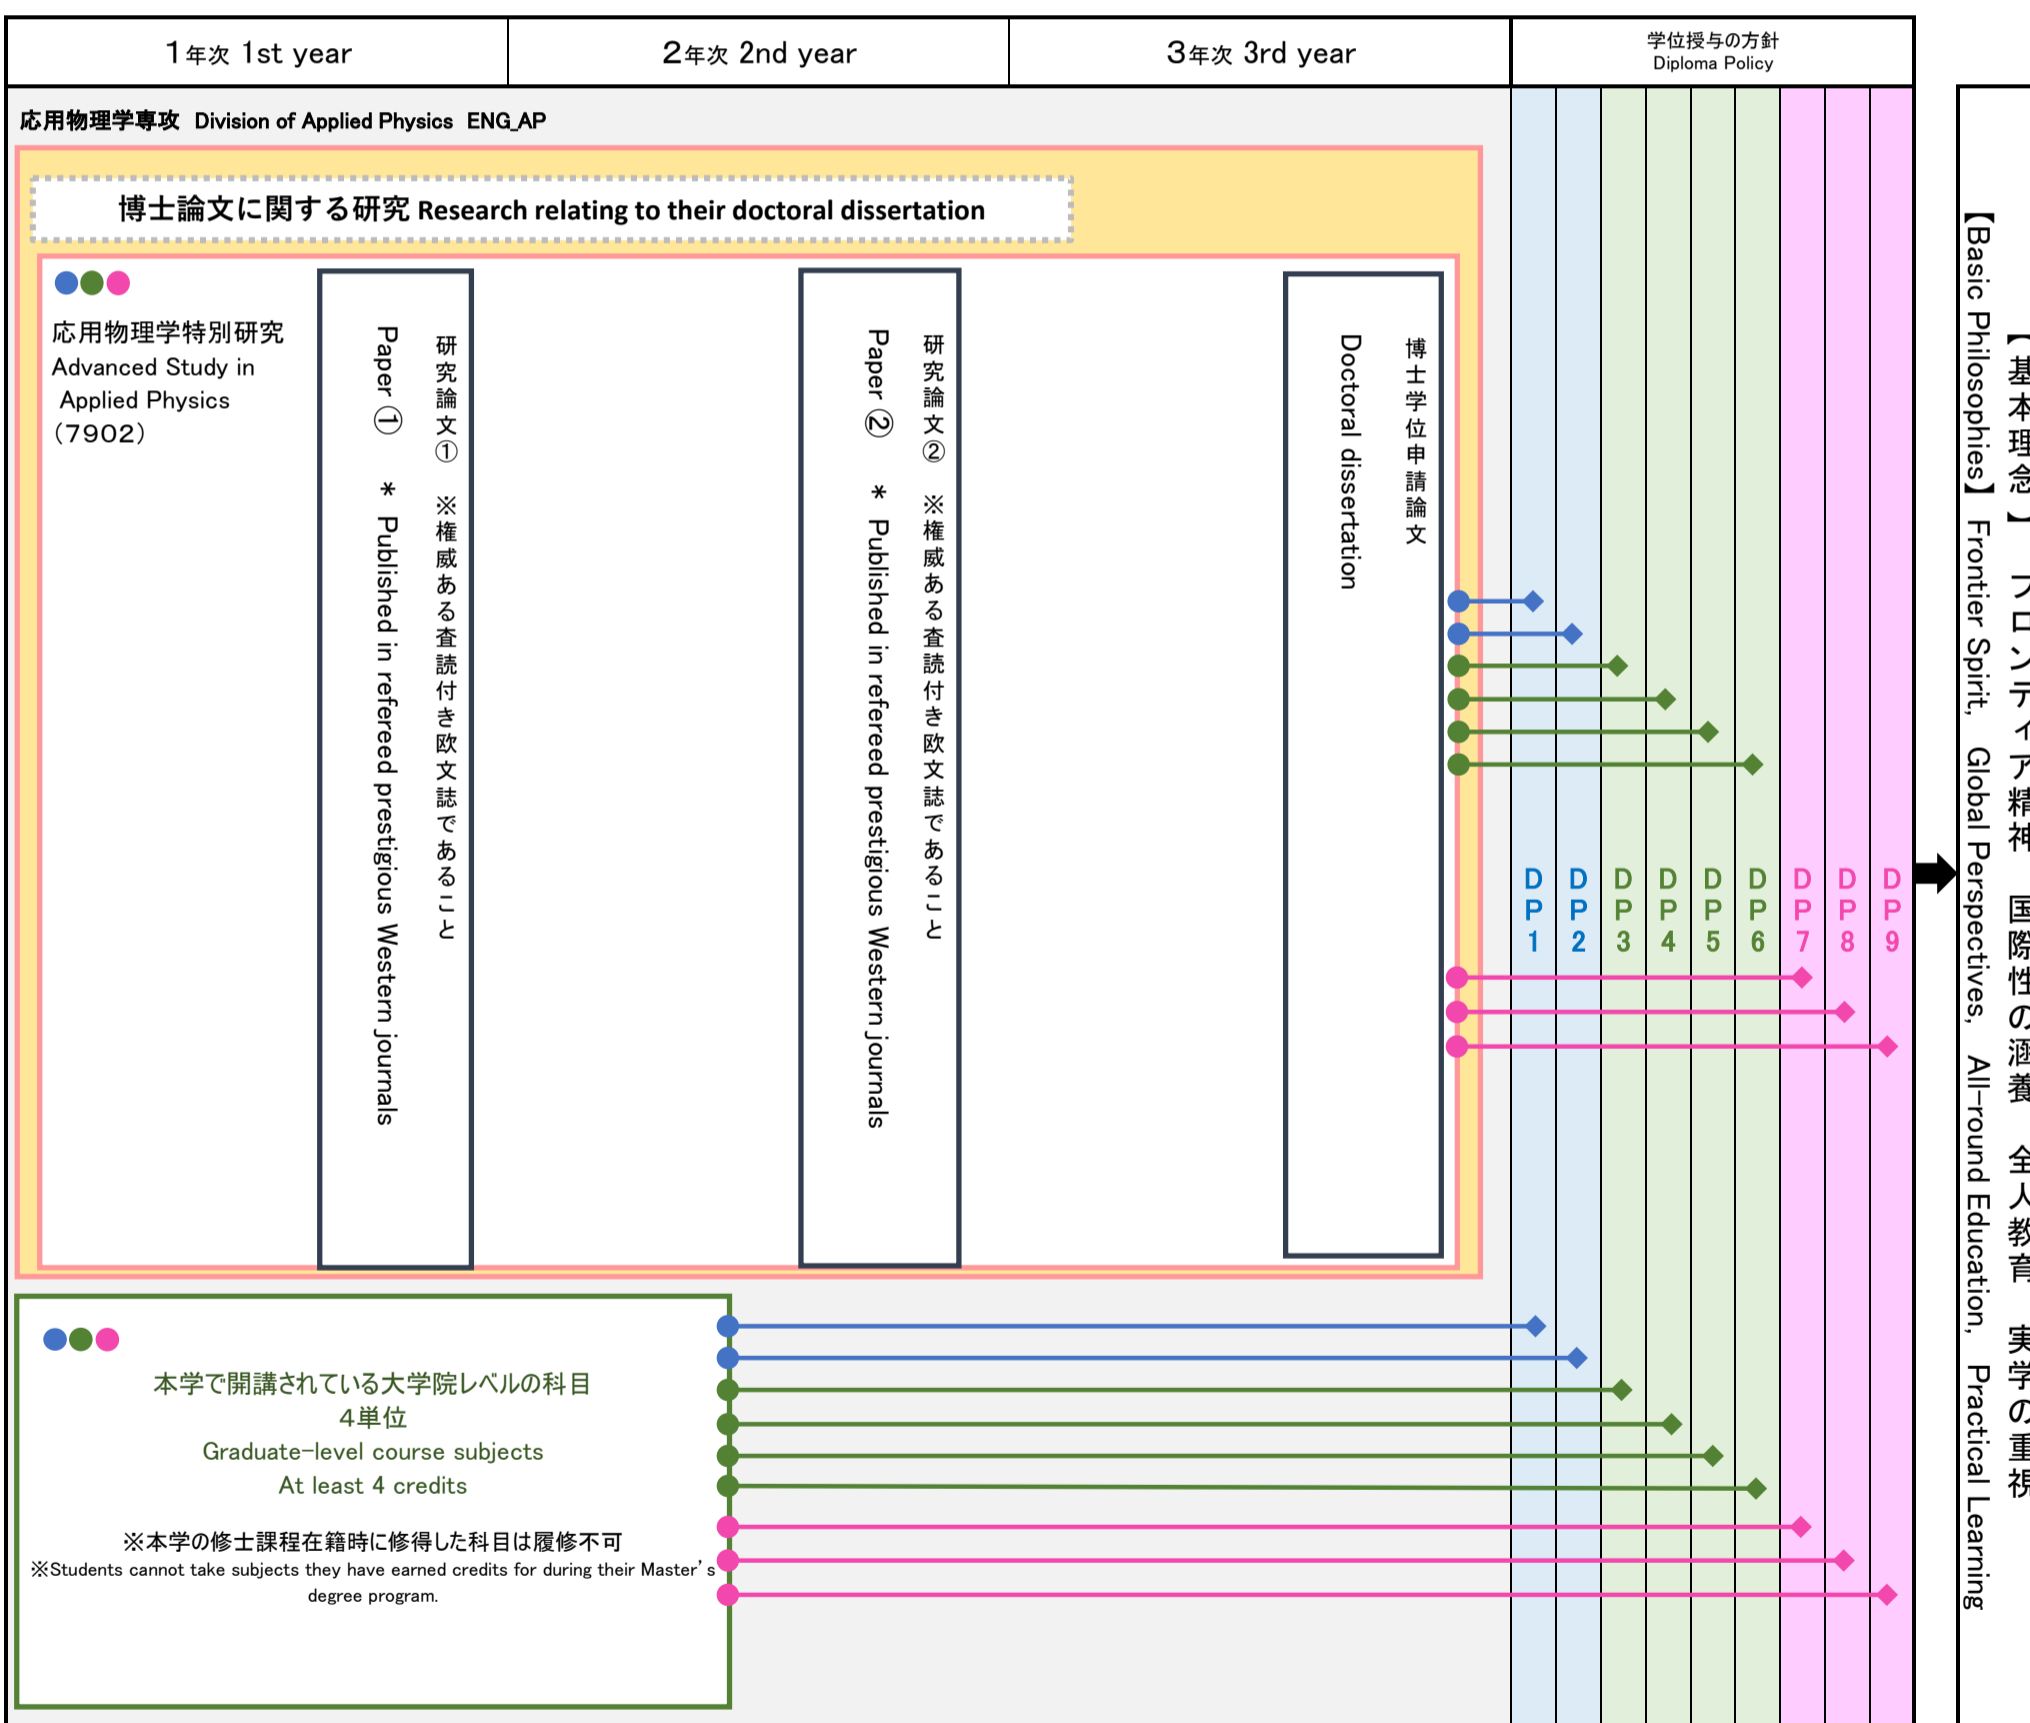 1年次 1st year
2年次 2nd year
3年次 3rd year
学位授与の方針
Diploma Policy
応用物理学専攻 Division of Applied Physics ENG_AP
博士論文に関する研究 Research relating to their doctoral dissertation
応用物理学特別研究
Advanced Study in
Applied Physics
(7902)
研究論文① ※権威ある査読付き欧文誌であること
Paper ① * Published in refereed prestigious Western journals
研究論文② ※権威ある査読付き欧文誌であること
Paper ② * Published in refereed prestigious Western journals
博士学位申請論文
Doctoral dissertation
DP1
DP2
DP3
DP4
DP5
DP6
DP7
DP8
DP9
本学で開講されている大学院レベルの科目
4単位
Graduate-level course subjects
At least 4 credits
※本学の修士課程在籍時に修得した科目は履修不可
※Students cannot take subjects they have earned credits for during their Master's
degree program.
【基本理念】 フロンティア精神 国際性の涵養 全人教育 実学の重視
【Basic Philosophies】 Frontier Spirit, Global Perspectives, All-round Education, Practical Learning